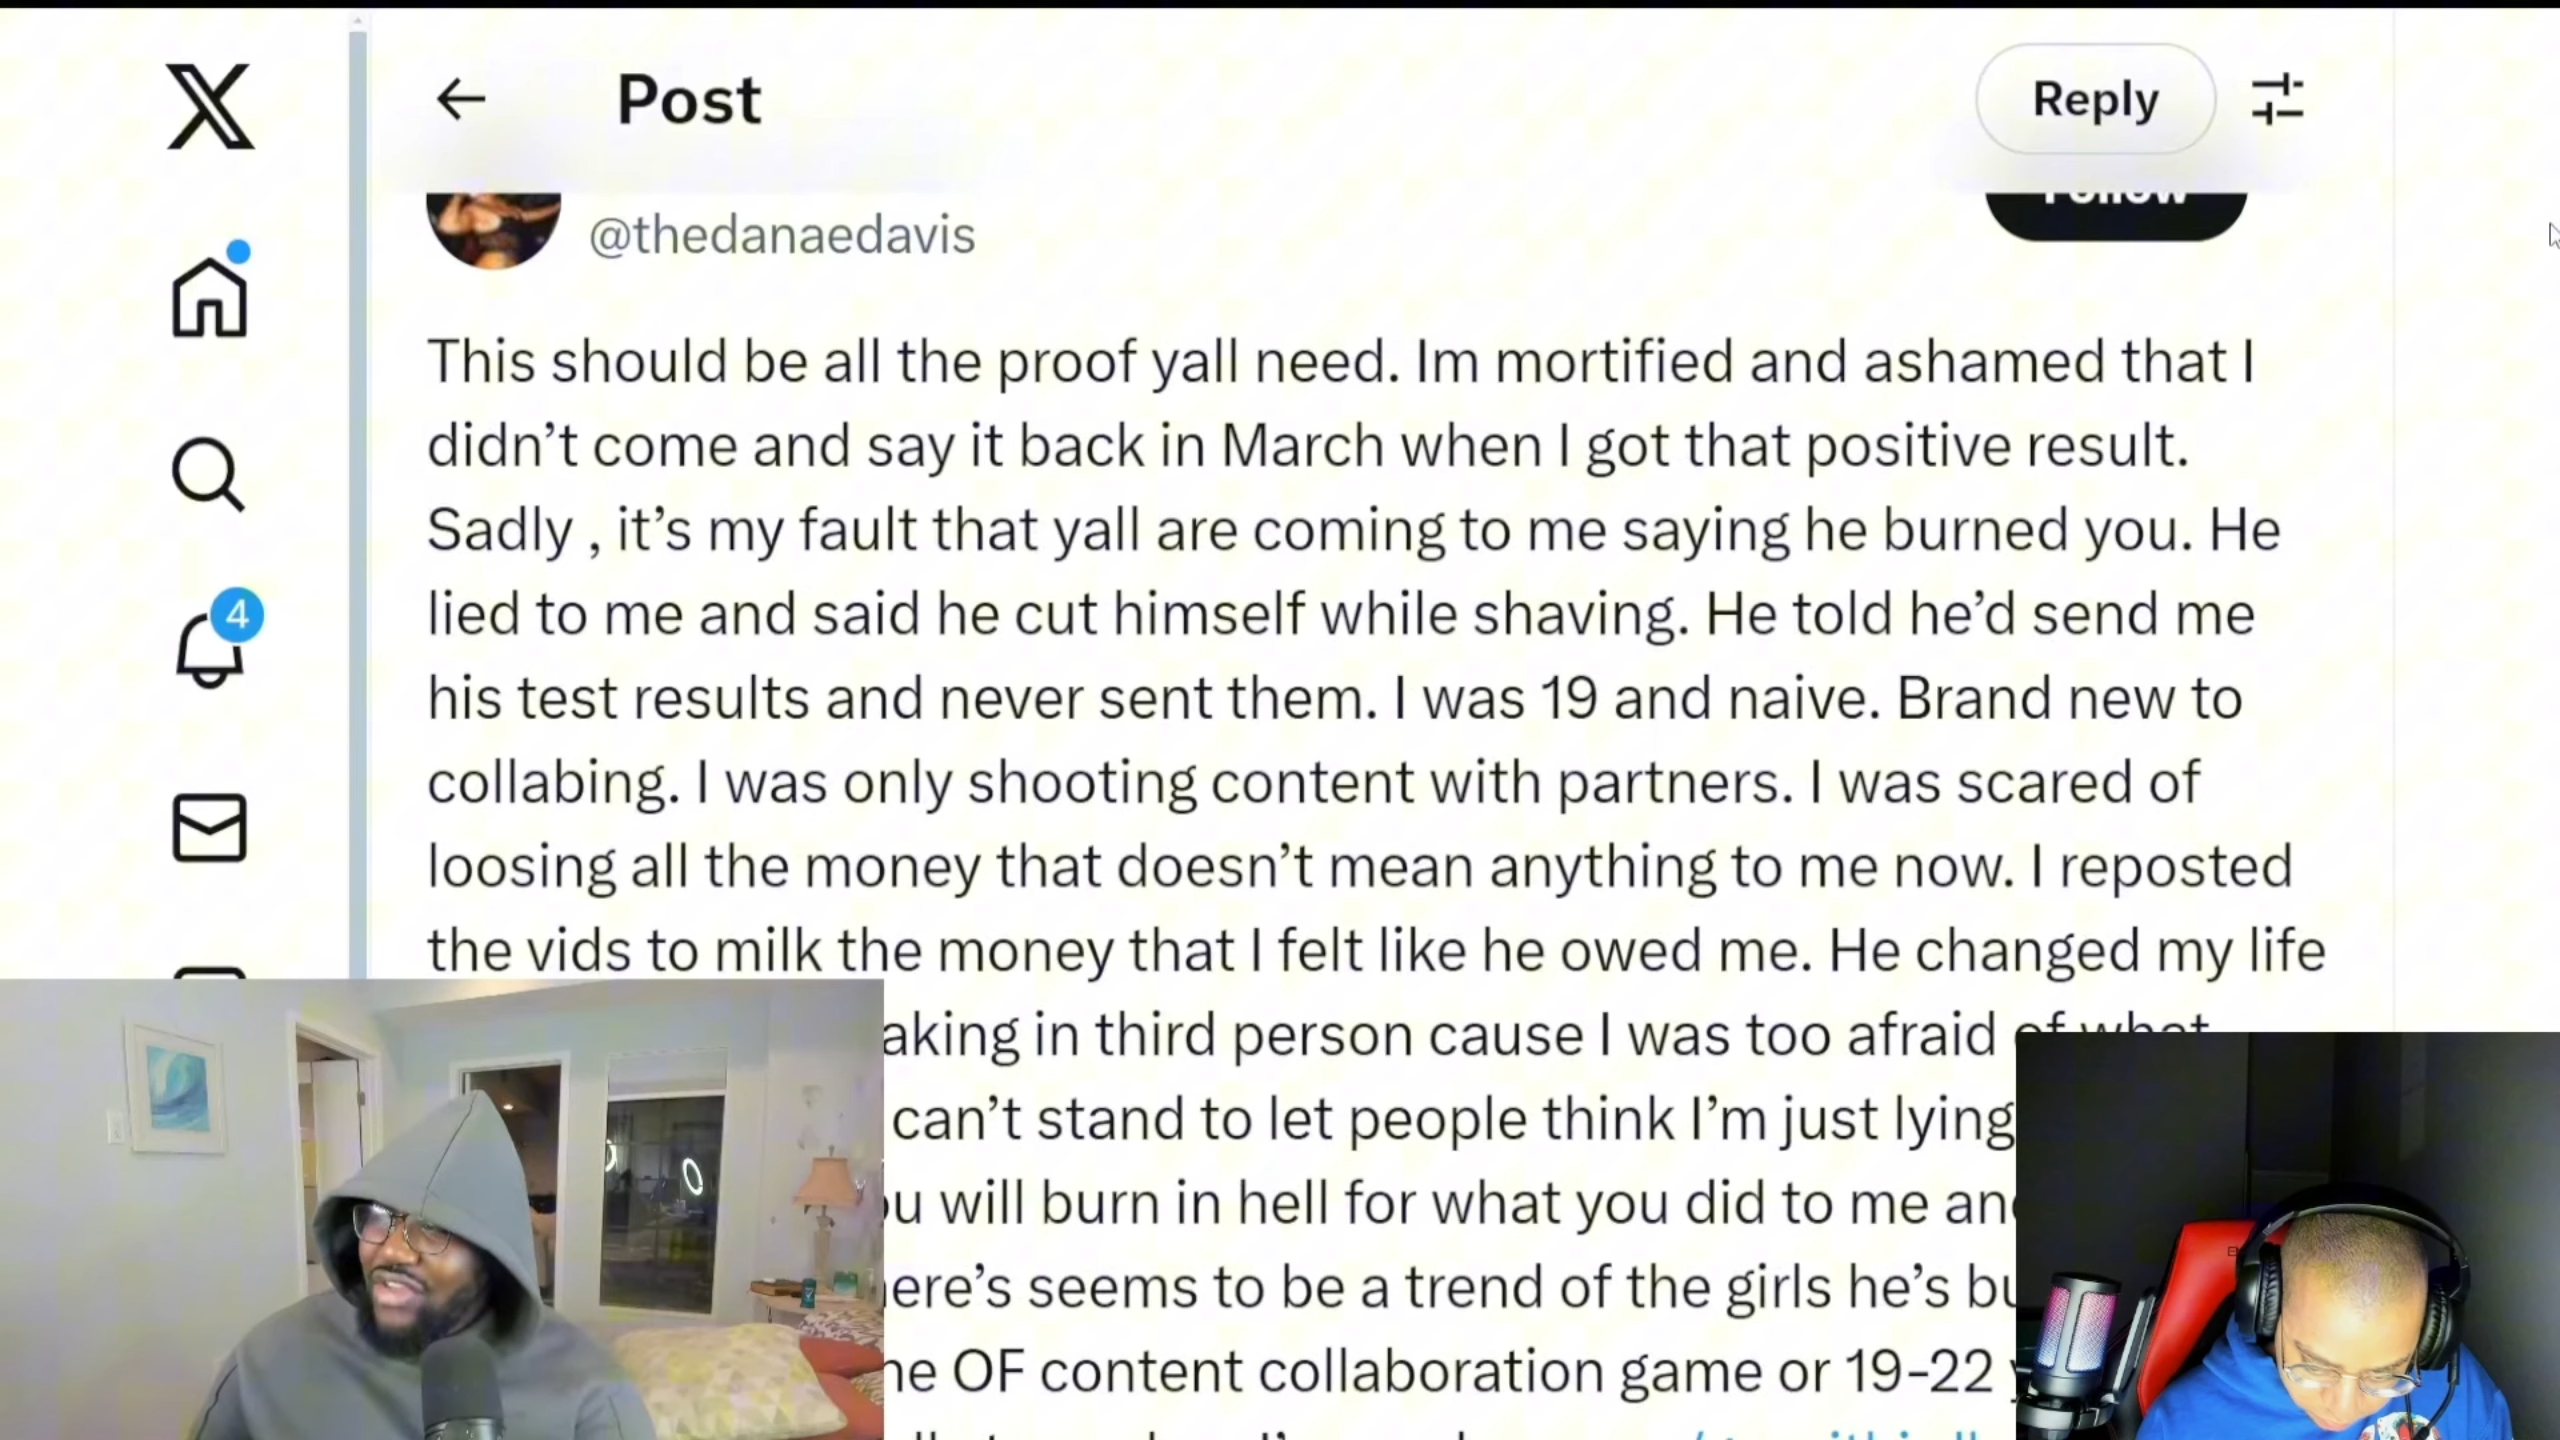 Post
Reply
Follow
@thedanaedavis
This should be all the proof yall need. Im mortified and ashamed that I
didn’t come and say it back in March when I got that positive result.
Sadly , it’s my fault that yall are coming to me saying he burned you. He
4
lied to me and said he cut himself while shaving. He told he’d send me
his test results and never sent them. I was 19 and naive. Brand new to
collabing. I was only shooting content with partners. I was scared of
loosing all the money that doesn’t mean anything to me now. I reposted
the vids to milk the money that I felt like he owed me. He changed my life
aking in third person cause I was too afraid of what
can’t stand to let people think I’m just lying
ou will burn in hell for what you did to me and
ere’s seems to be a trend of the girls he’s bu
ne OF content collaboration game or 19-22